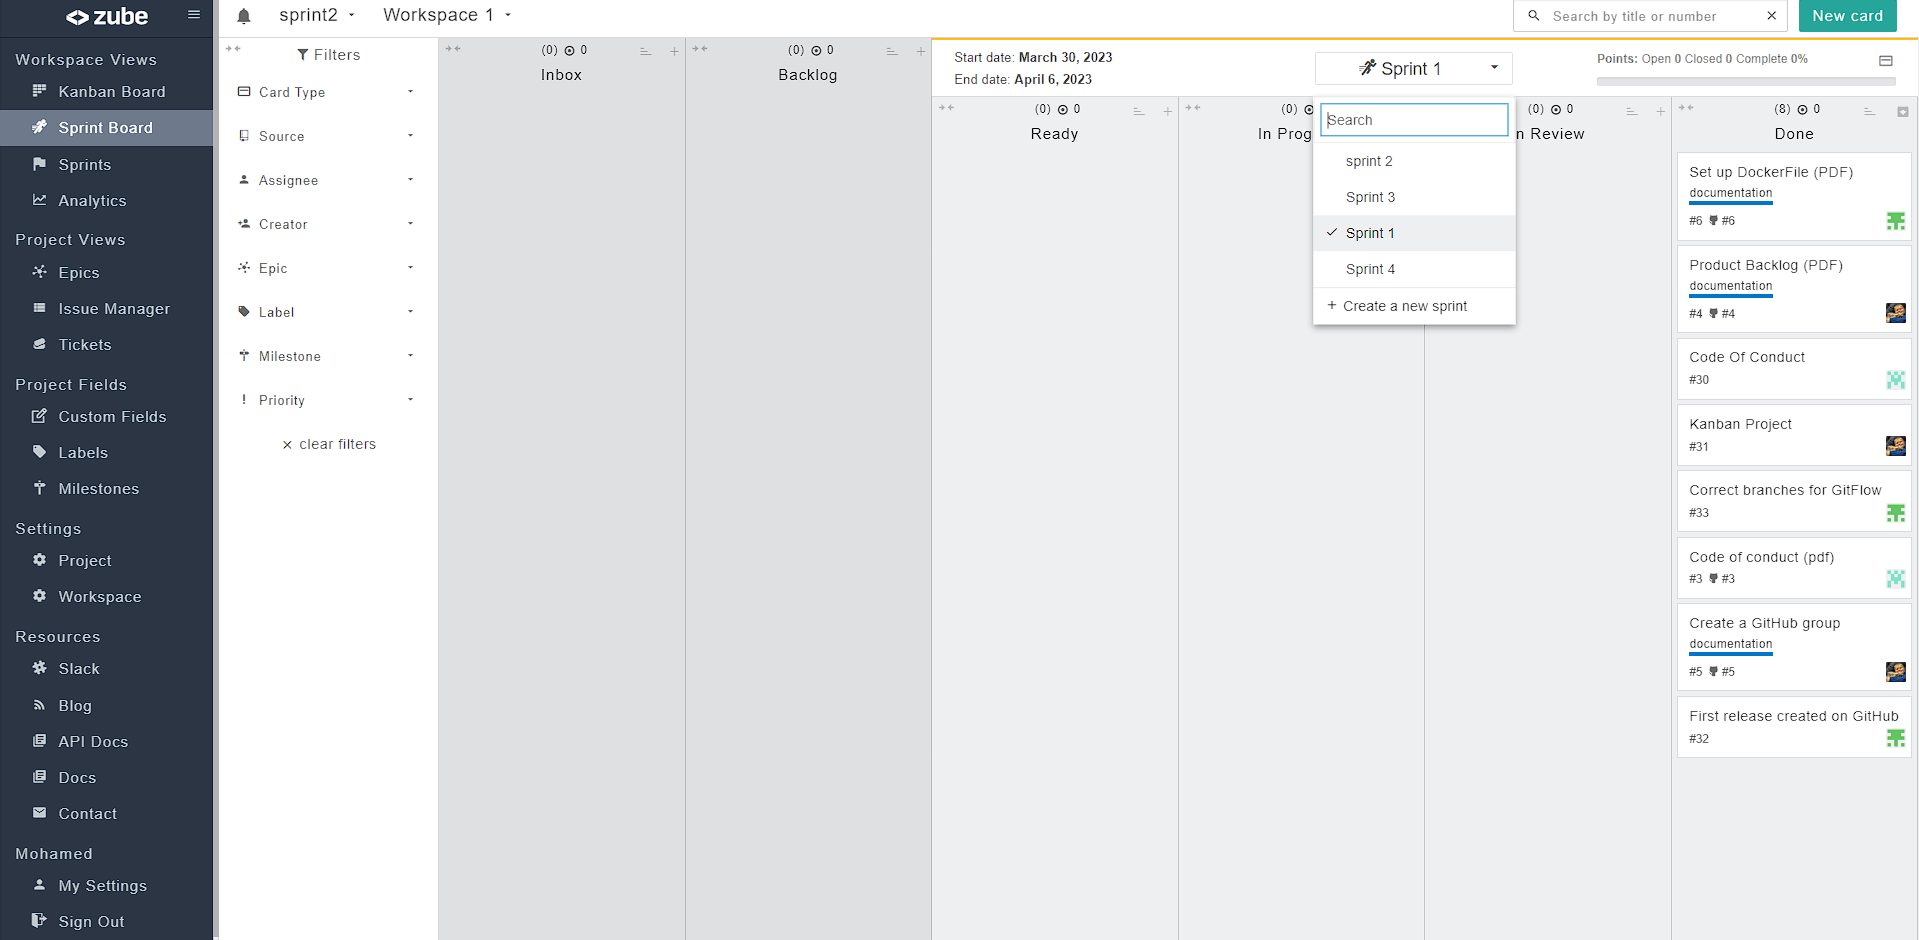 zube
Workspace Views
Kanban Board
Sprint Board
Sprints
Analytics
Project Views
Epics
Issue Manager
Tickets
Project Fields
Custom Fields
Labels
Milestones
Settings
Project
Workspace
Resources
Slack
Blog
API Docs
Docs
Contact
Mohamed
My Settings
Sign Out
sprint2
Workspace 1
Search by title or number
New card
Filters
Card Type
Source
Assignee
Creator
Epic
Label
Milestone
Priority
clear filters
(0) 0
Inbox
(0) 0
Backlog
Start date: March 30, 2023
End date: April 6, 2023
Sprint 1
Points: Open 0 Closed 0 Complete 0%
Search
sprint 2
Sprint 3
Sprint 1
Sprint 4
+ Create a new sprint
(0) 0
Ready
(0)
In Prog
(0) 0
n Review
(8) 0
Done
Set up DockerFile (PDF)
documentation
#6 #6
Product Backlog (PDF)
documentation
#4 #4
Code Of Conduct
#30
Kanban Project
#31
Correct branches for GitFlow
#33
Code of conduct (pdf)
#3 #3
Create a GitHub group
documentation
#5 #5
First release created on GitHub
#32